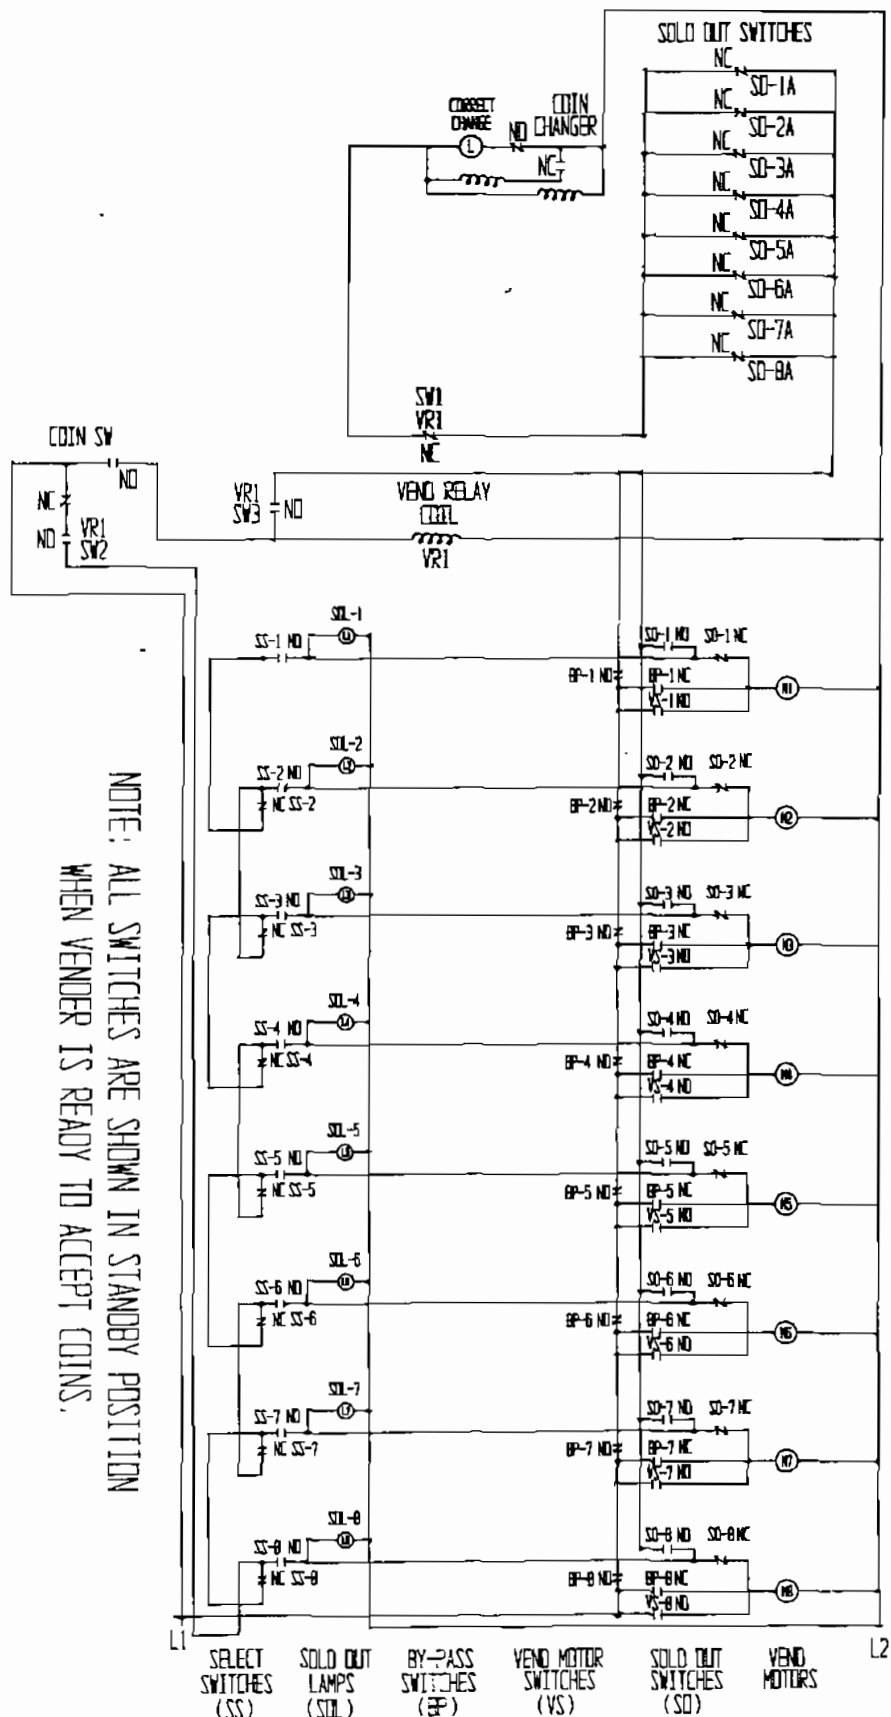 SOLD OUT SWITCHES
NC
SO-1A
NC
SO-2A
NC
SO-3A
NC
SO-4A
NC
SO-5A
NC
SO-6A
NC
SO-7A
NC
SO-8A
CORRECT
CHANGE
L
NO
COIN
CHANGER
NC
SW1
VR1
NC
COIN SW
NO
NC
NO
VR1
SW2
VR1
SW3
NO
VEND RELAY
COIL
VR1
SS-1 NO
SOL-1
BP-1 NO
SO-1 NO
SO-1 NC
BP-1 NC
VS-1 NO
M1
SS-2 NO
NC SS-2
SOL-2
BP-2 NO
SO-2 NO
SO-2 NC
BP-2 NC
VS-2 NO
M2
SS-3 NO
NC SS-3
SOL-3
BP-3 NO
SO-3 NO
SO-3 NC
BP-3 NC
VS-3 NO
M3
SS-4 NO
NC SS-4
SOL-4
BP-4 NO
SO-4 NO
SO-4 NC
BP-4 NC
VS-4 NO
M4
SS-5 NO
NC SS-5
SOL-5
BP-5 NO
SO-5 NO
SO-5 NC
BP-5 NC
VS-5 NO
M5
SS-6 NO
NC SS-6
SOL-6
BP-6 NO
SO-6 NO
SO-6 NC
BP-6 NC
VS-6 NO
M6
SS-7 NO
NC SS-7
SOL-7
BP-7 NO
SO-7 NO
SO-7 NC
BP-7 NC
VS-7 NO
M7
SS-8 NO
NC SS-8
SOL-8
BP-8 NO
SO-8 NO
SO-8 NC
BP-8 NC
VS-8 NO
M8
L1
L2
SELECT
SWITCHES
(SS)
SOLD OUT
LAMPS
(SOL)
BY-PASS
SWITCHES
(BP)
VEND MOTOR
SWITCHES
(VS)
SOLD OUT
SWITCHES
(SO)
VEND
MOTORS
NOTE: ALL SWITCHES ARE SHOWN IN STANDBY POSITION
WHEN VENDER IS READY TO ACCEPT COINS.